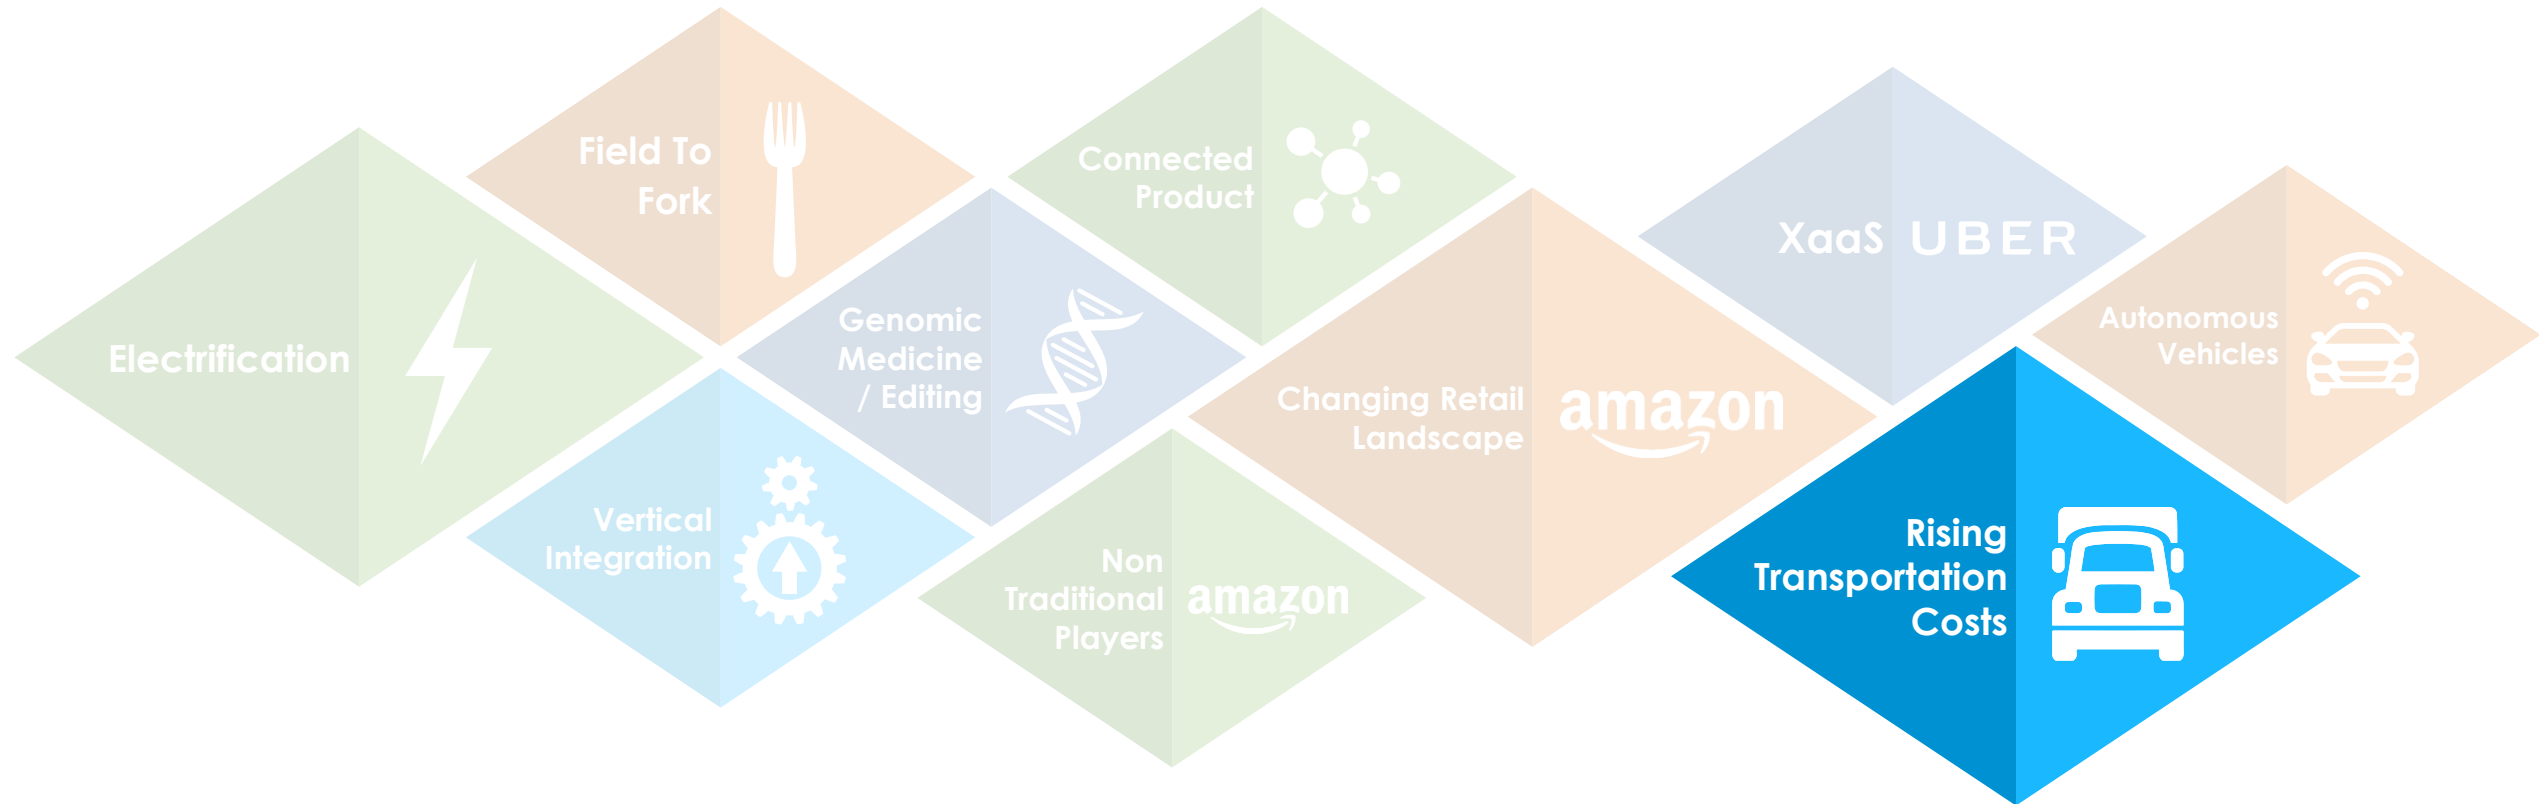 Field To
Fork
Connected
Product
XaaS
UBER
Electrification
Genomic
Medicine
/ Editing
Changing Retail
Landscape
amazon
Autonomous
Vehicles
Vertical
Integration
Non
Traditional
Players
amazon
Rising
Transportation
Costs